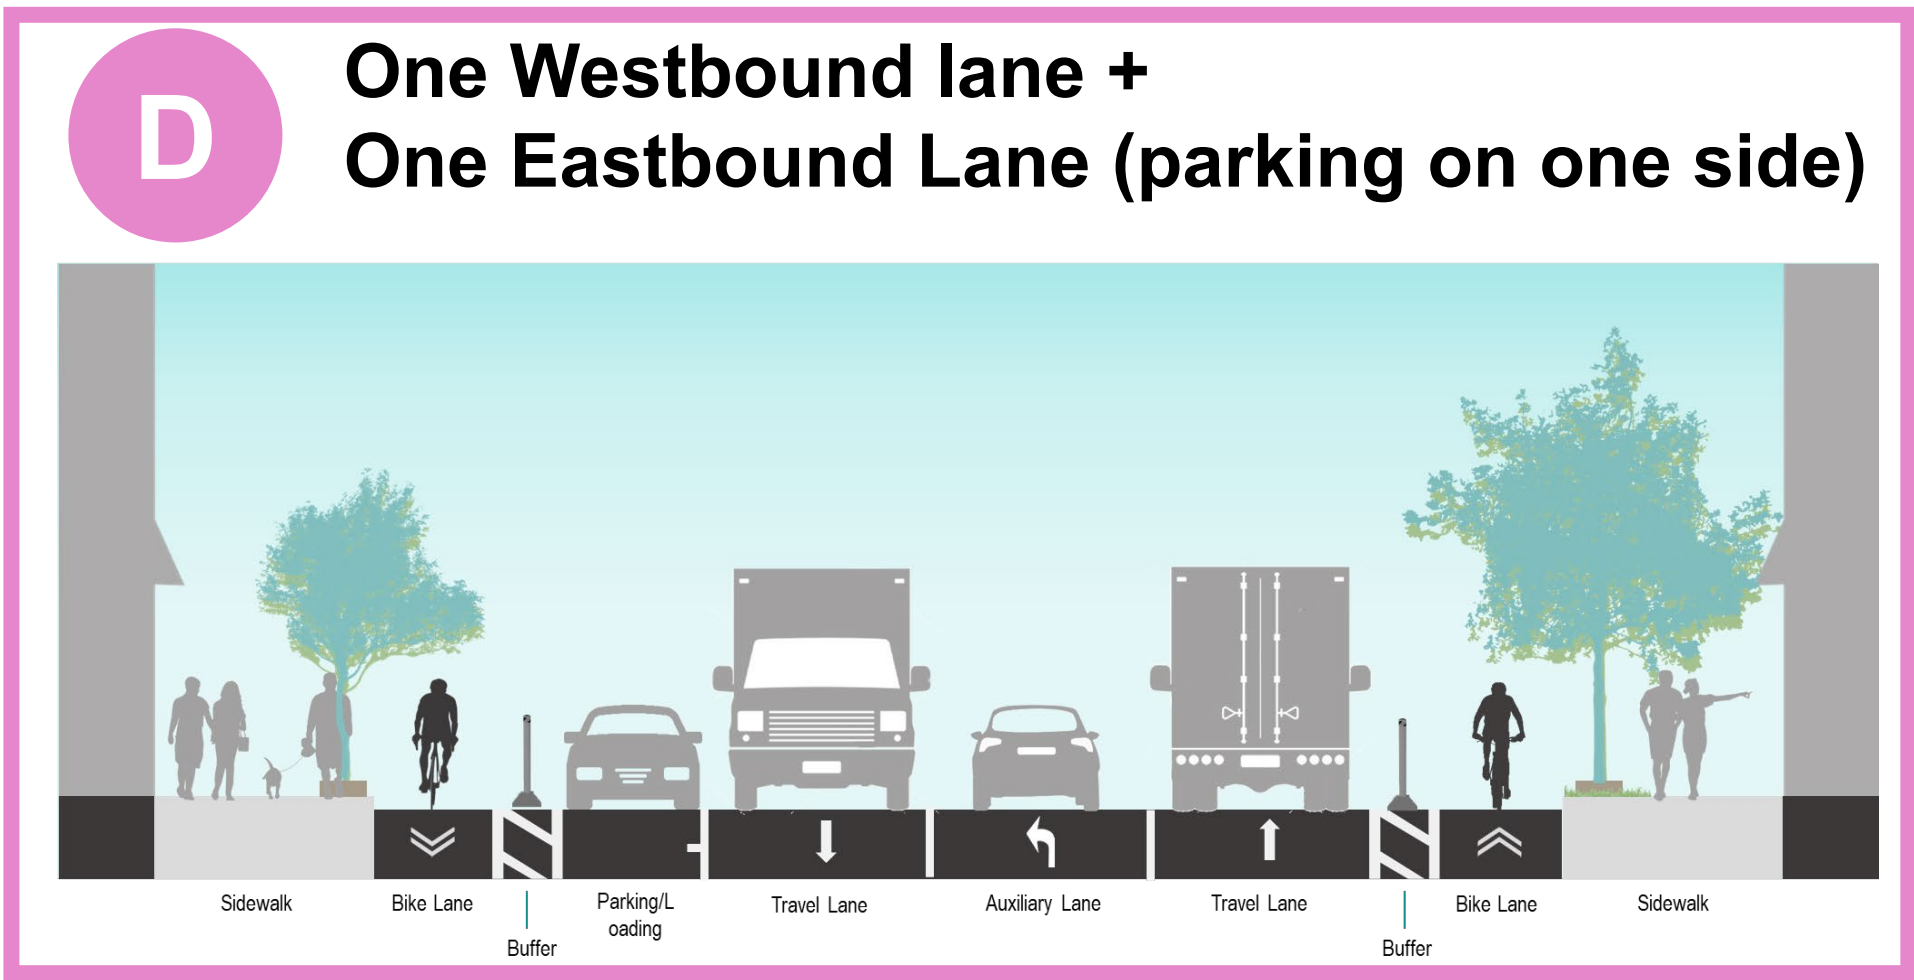 D
One Westbound lane +
One Eastbound Lane (parking on one side)
Sidewalk
Bike Lane
Buffer
Parking/L
oading
Travel Lane
Auxiliary Lane
Travel Lane
Buffer
Bike Lane
Sidewalk